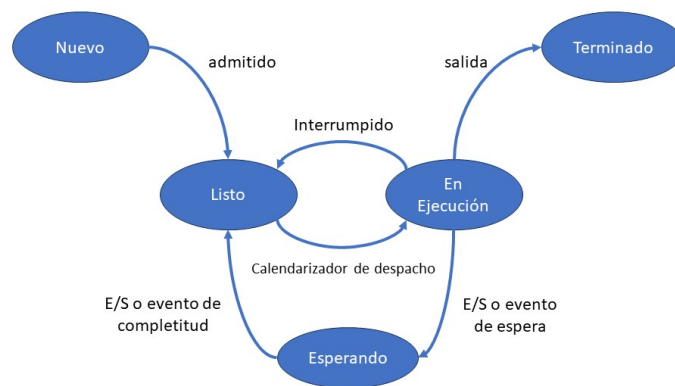 Nuevo
Terminado
admitido
salida
Interrumpido
Listo
En
Ejecución
Calendarizador de despacho
E/S o evento de
completitud
E/S o evento
de espera
Esperando